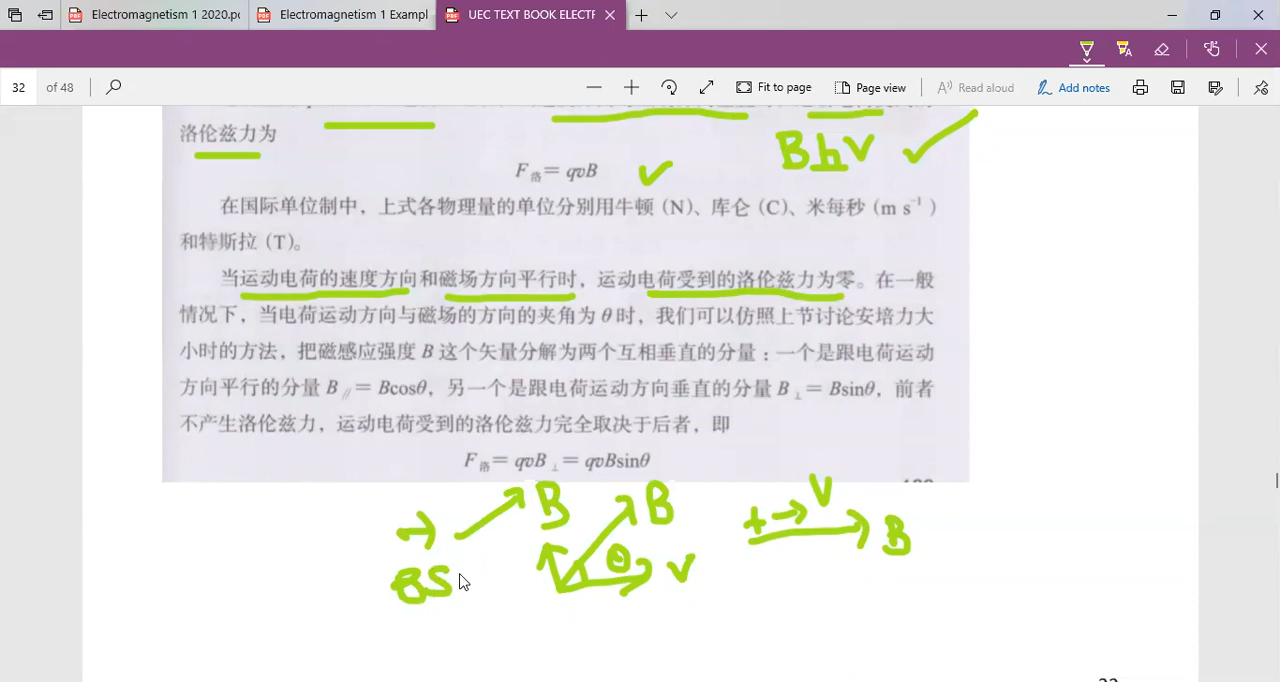 Electromagnetism 1 2020.pd
Electromagnetism 1 Exampl
UEC TEXT BOOK ELECTR
32 of 48
Fit to page
Page view
Read aloud
Add notes
洛伦兹力为
BhV
F洛= qvB
在国际单位制中，上式各物理量的单位分别用牛顿 (N)、库仑 (C)、米每秒 (m s⁻¹)
和特斯拉 (T)。
当运动电荷的速度方向和磁场方向平行时，运动电荷受到的洛伦兹力为零。在一般
情况下，当电荷运动方向与磁场的方向的夹角为 θ 时，我们可以仿照上节讨论安培力大
小时的方法，把磁感应强度 B 这个矢量分解为两个互相垂直的分量：一个是跟电荷运动
方向平行的分量 B∥ = Bcosθ，另一个是跟电荷运动方向垂直的分量 B⊥ = Bsinθ，前者
不产生洛伦兹力，运动电荷受到的洛伦兹力完全取决于后者，即
F洛= qvB⊥ = qvBsinθ
B B V
θ V + B
BS